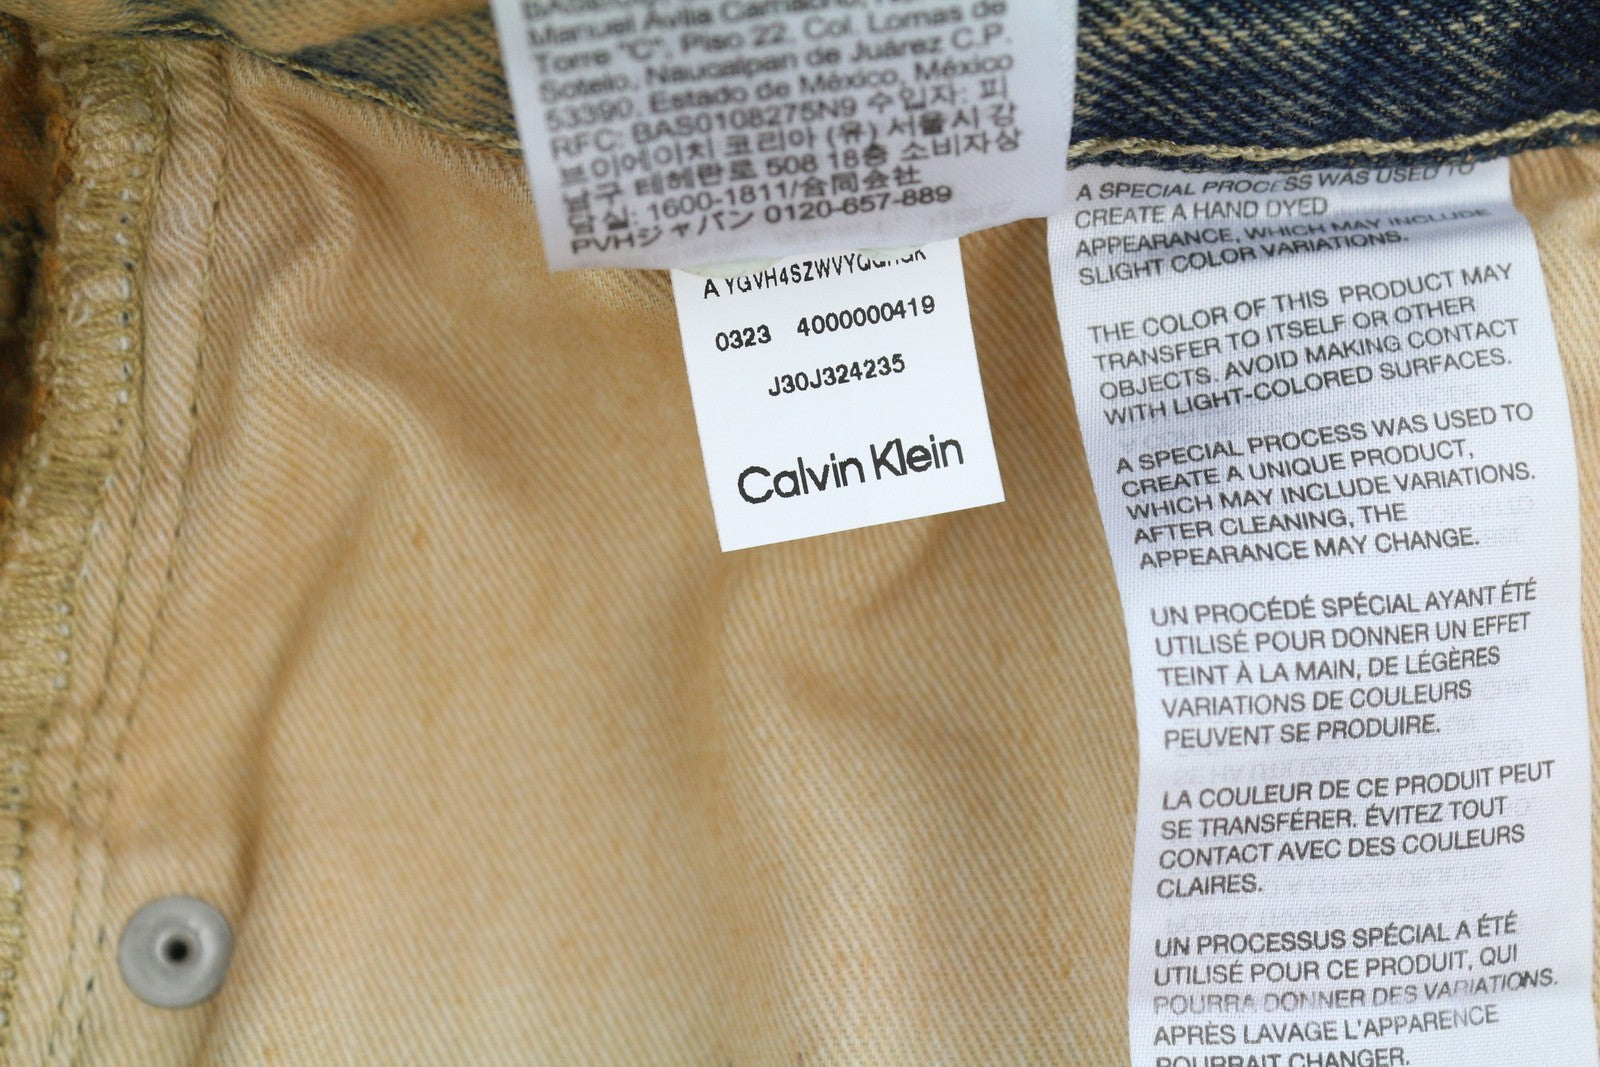 Manuel Ávila Camacho,
Torre "C". Piso 22. Col. Lomas de
Sotelo, Naucalpan de Juárez C.P.
53390. Estado de México, México
RFC: BAS0108275N9 수입자: 피
브이에이치 코리아 (유) 서울시 강
남구 테헤란로 508 18층 소비자상
담실: 1600-1811/合同会社
PVHジャパン 0120-657-889
0323 4000000419
J30J324235
Calvin Klein
A SPECIAL PROCESS WAS USED TO
CREATE A HAND DYED
APPEARANCE, WHICH MAY INCLUDE
SLIGHT COLOR VARIATIONS.
THE COLOR OF THIS PRODUCT MAY
TRANSFER TO ITSELF OR OTHER
OBJECTS. AVOID MAKING CONTACT
WITH LIGHT-COLORED SURFACES.
A SPECIAL PROCESS WAS USED TO
CREATE A UNIQUE PRODUCT,
WHICH MAY INCLUDE VARIATIONS.
AFTER CLEANING, THE
APPEARANCE MAY CHANGE.
UN PROCÉDÉ SPÉCIAL AYANT ÉTÉ
UTILISÉ POUR DONNER UN EFFET
TEINT À LA MAIN, DE LÉGÈRES
VARIATIONS DE COULEURS
PEUVENT SE PRODUIRE.
LA COULEUR DE CE PRODUIT PEUT
SE TRANSFÉRER. ÉVITEZ TOUT
CONTACT AVEC DES COULEURS
CLAIRES.
UN PROCESSUS SPÉCIAL A ÉTÉ
UTILISÉ POUR CE PRODUIT, QUI
POURRA DONNER DES VARIATIONS.
APRÈS LAVAGE L'APPARENCE
POURRAIT CHANGER.